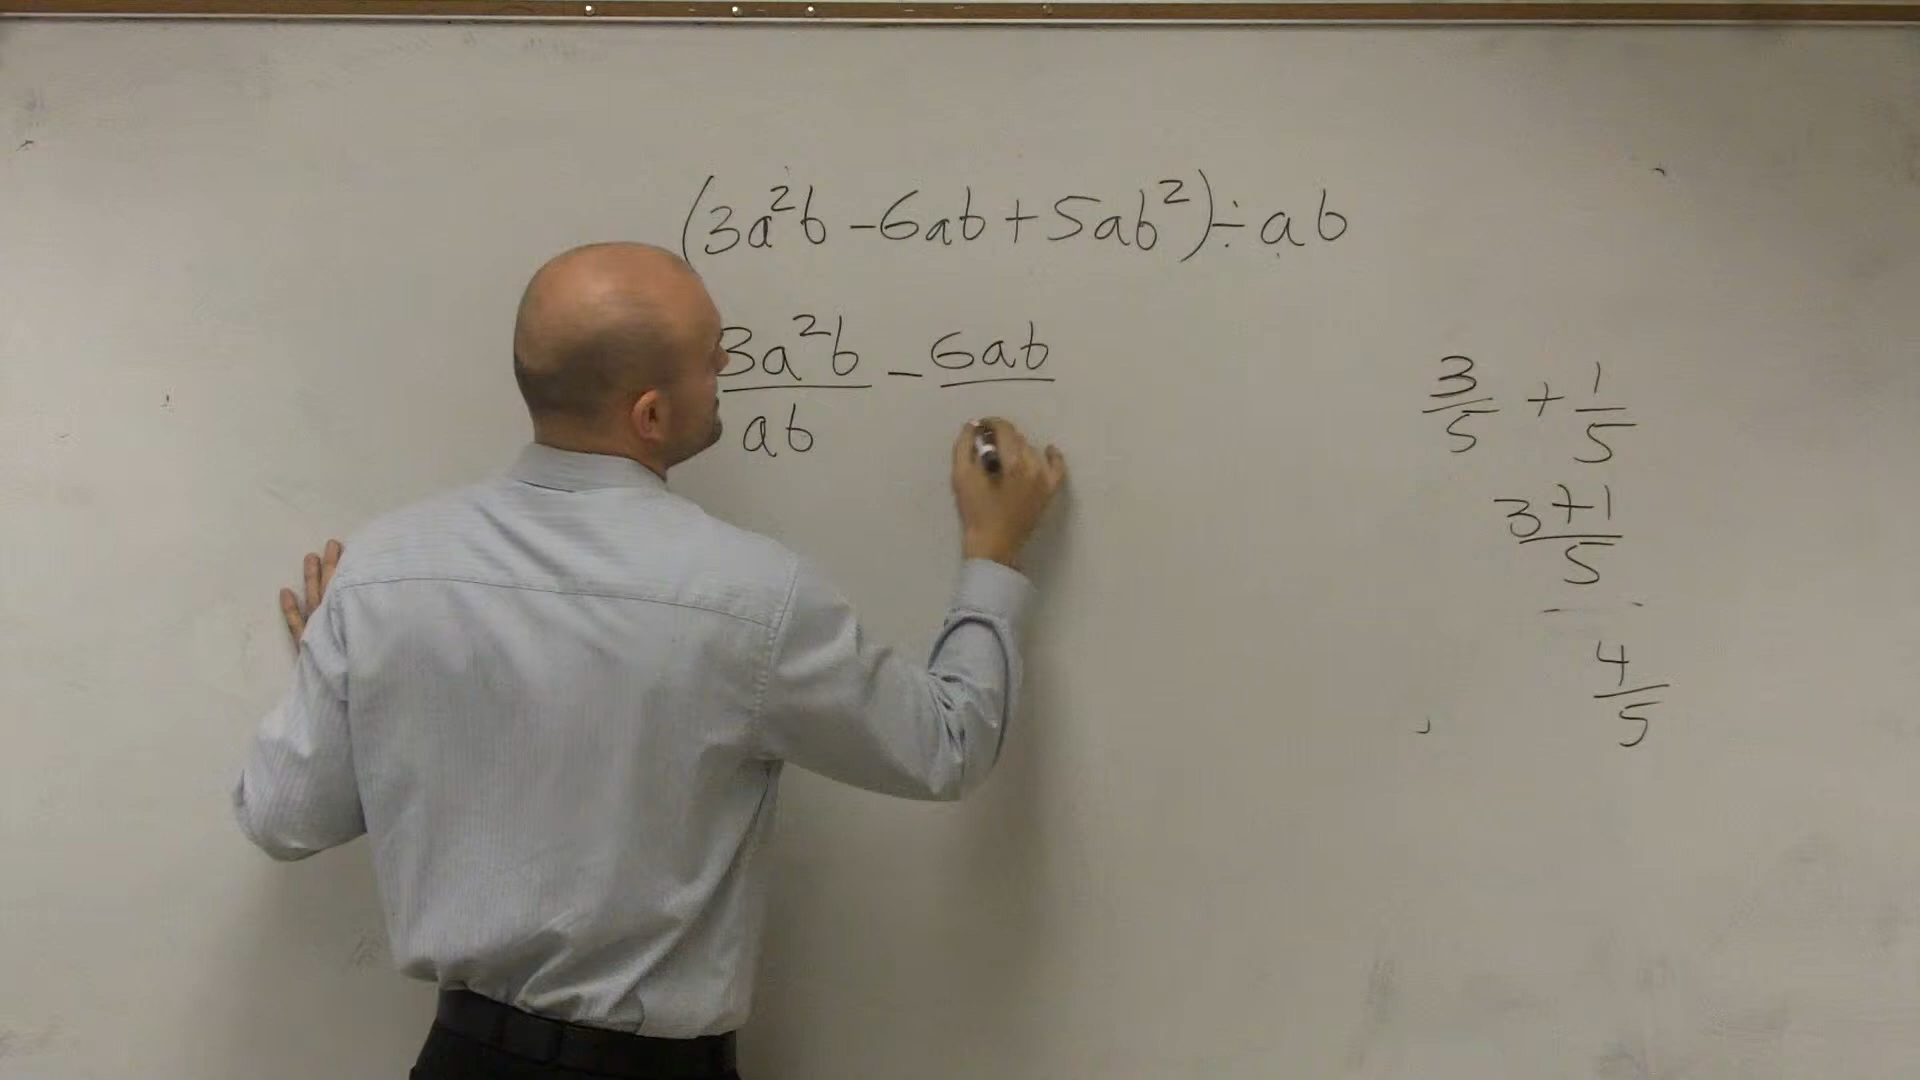 (3a²b - 6ab + 5ab²) ÷ ab
3a²b/ab - 6ab/
3/5 + 1/5
3+1/5
4/5